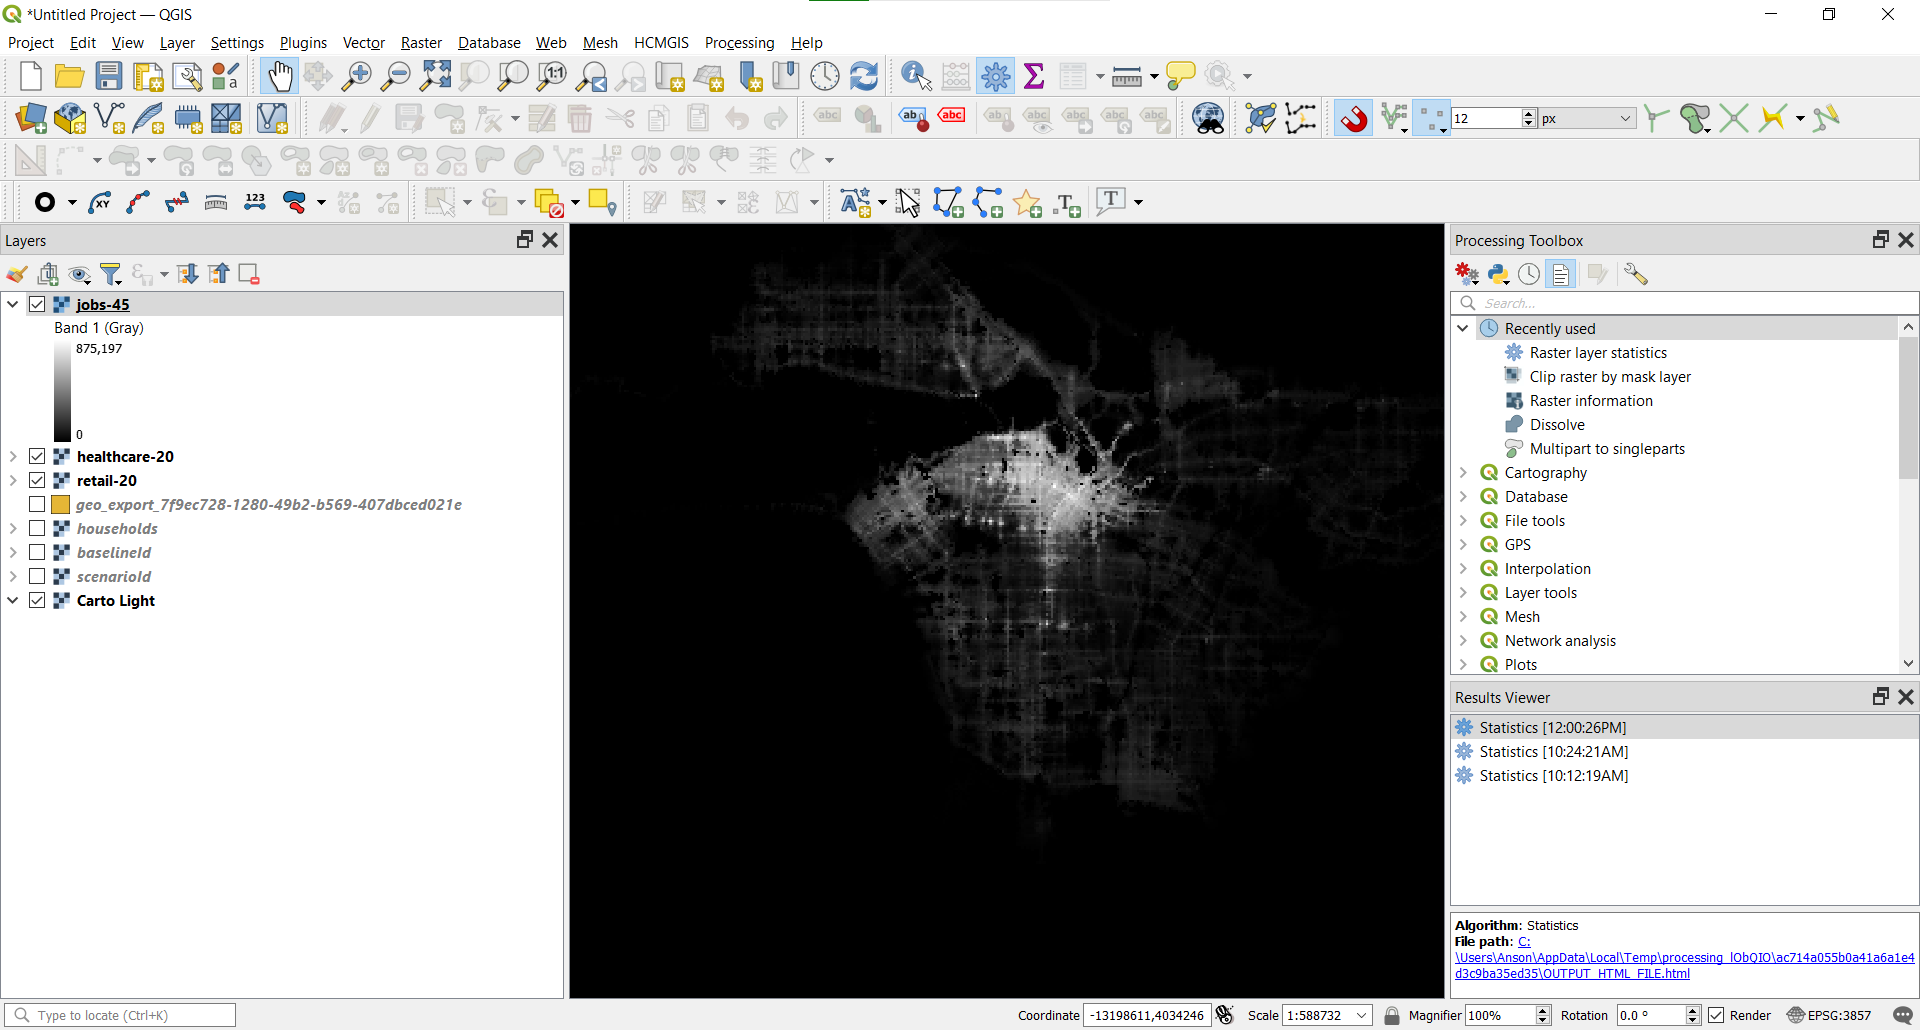 *Untitled Project — QGIS
Project Edit View Layer Settings Plugins Vector Raster Database Web Mesh HCMGIS Processing Help
12 px
123
Layers
jobs-45
Band 1 (Gray)
875,197
0
healthcare-20
retail-20
geo_export_7f9ec728-1280-49b2-b569-407dbced021e
households
baselineId
scenarioId
Carto Light
Processing Toolbox
Search...
Recently used
Raster layer statistics
Clip raster by mask layer
Raster information
Dissolve
Multipart to singleparts
Cartography
Database
File tools
GPS
Interpolation
Layer tools
Mesh
Network analysis
Plots
Results Viewer
Statistics [12:00:26PM]
Statistics [10:24:21AM]
Statistics [10:12:19AM]
Algorithm: Statistics
File path: C:
\Users\Anson\AppData\Local\Temp\processing_lObQIO\ac714a055b0a41a6a1e4
d3c9ba35ed35\OUTPUT_HTML_FILE.html
Type to locate (Ctrl+K) Coordinate -13198611,4034246 Scale 1:588732 Magnifier 100% Rotation 0.0 ° Render EPSG:3857